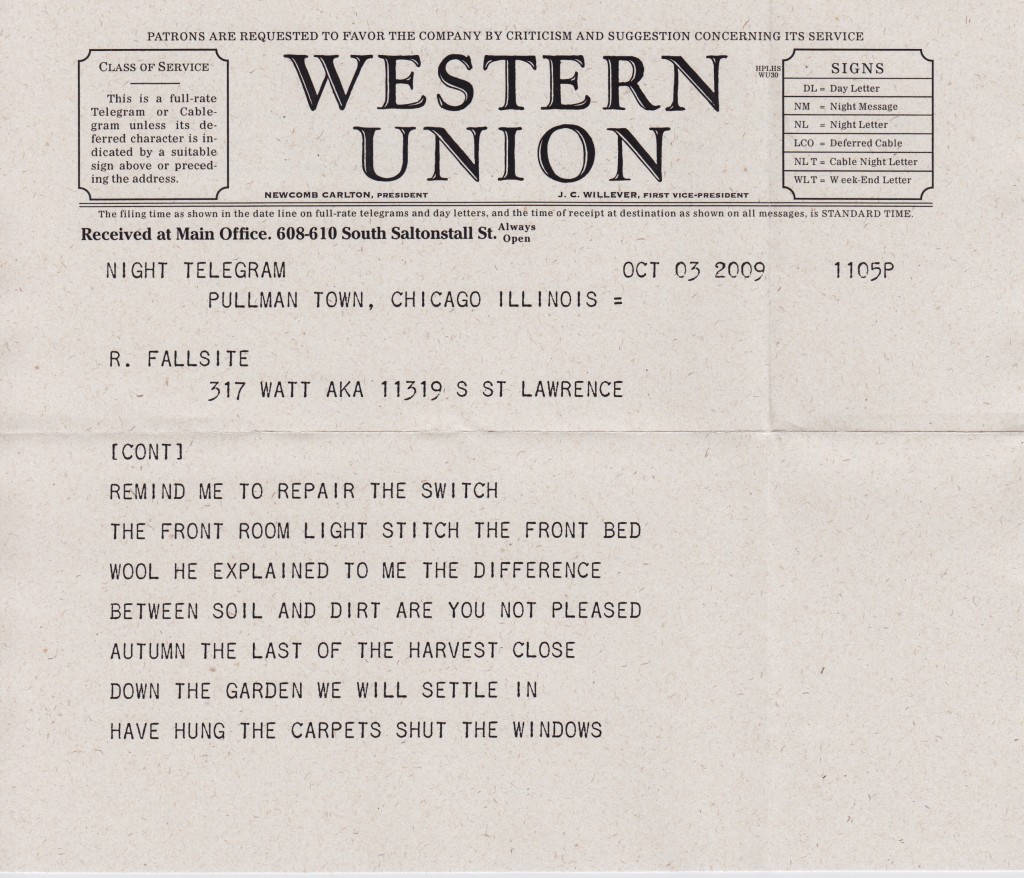 PATRONS ARE REQUESTED TO FAVOR THE COMPANY BY CRITICISM AND SUGGESTION CONCERNING ITS SERVICE
CLASS OF SERVICE
This is a full-rate
Telegram or Cable-
gram unless its de-
ferred character is in-
dicated by a suitable
sign above or preced-
ing the address.
WESTERN
UNION
NEWCOMB CARLTON, PRESIDENT
J. C. WILLEVER, FIRST VICE-PRESIDENT
HPLHS
WU30
SIGNS
DL = Day Letter
NM = Night Message
NL = Night Letter
LCO = Deferred Cable
NLT = Cable Night Letter
WLT = Week-End Letter
The filing time as shown in the date line on full-rate telegrams and day letters, and the time of receipt at destination as shown on all messages, is STANDARD TIME.
Received at Main Office. 608-610 South Saltonstall St. Always Open
NIGHT TELEGRAM OCT 03 2009 1105P
PULLMAN TOWN, CHICAGO ILLINOIS =
R. FALLSITE
317 WATT AKA 11319 S ST LAWRENCE
[CONT]
REMIND ME TO REPAIR THE SWITCH
THE FRONT ROOM LIGHT STITCH THE FRONT BED
WOOL HE EXPLAINED TO ME THE DIFFERENCE
BETWEEN SOIL AND DIRT ARE YOU NOT PLEASED
AUTUMN THE LAST OF THE HARVEST CLOSE
DOWN THE GARDEN WE WILL SETTLE IN
HAVE HUNG THE CARPETS SHUT THE WINDOWS